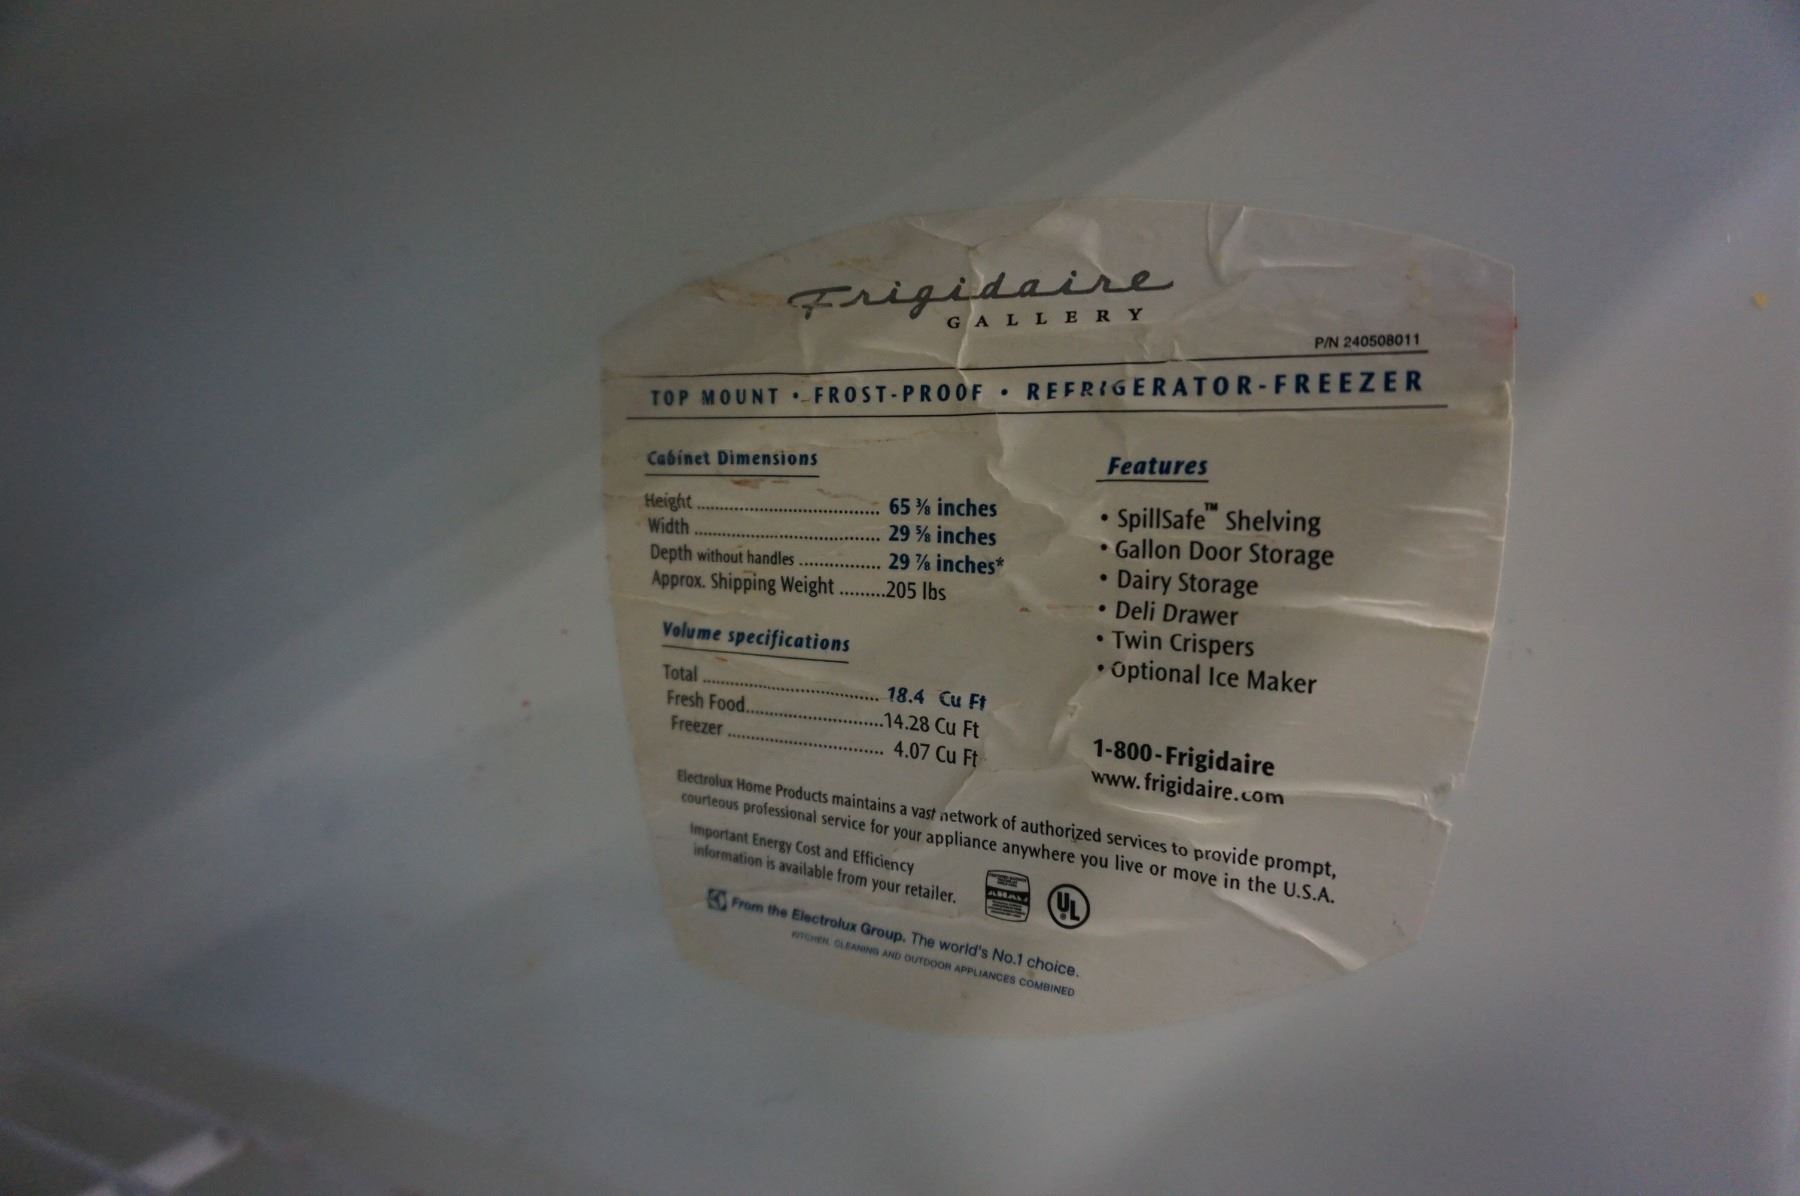 Frigidaire
GALLERY
P/N 240508011
TOP MOUNT • FROST-PROOF • REFRIGERATOR-FREEZER
Cabinet Dimensions
Height ........................ 65 ⅜ inches
Width ........................ 29 ⅝ inches
Depth without handles ................ 29 ⅞ inches*
Approx. Shipping Weight .........205 lbs
Volume specifications
Total ........................ 18.4 Cu Ft
Fresh Food........................14.28 Cu Ft
Freezer ........................ 4.07 Cu Ft
Features
• SpillSafe™ Shelving
• Gallon Door Storage
• Dairy Storage
• Deli Drawer
• Twin Crispers
• Optional Ice Maker
1-800-Frigidaire
www.frigidaire.com
Electrolux Home Products maintains a vast network of authorized services to provide prompt,
courteous professional service for your appliance anywhere you live or move in the U.S.A.
Important Energy Cost and Efficiency
information is available from your retailer.
AHAM
UL
From the Electrolux Group. The world's No.1 choice.
KITCHEN, CLEANING AND OUTDOOR APPLIANCES COMBINED